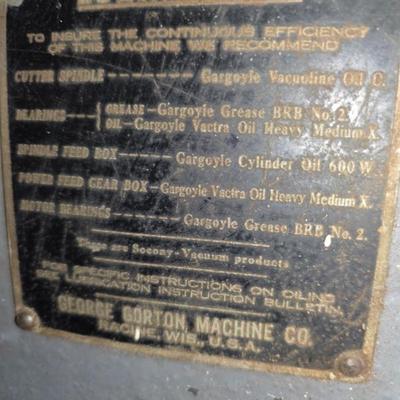 TO INSURE THE CONTINUOUS EFFICIENCY
OF THIS MACHINE WE RECOMMEND
CUTTER SPINDLE ------- Gargoyle Vacuoline Oil C.
BEARINGS---{GREASE-Gargoyle Grease BRB No. 2.
OIL-Gargoyle Vactra Oil Heavy Medium X.
SPINDLE FEED BOX------ Gargoyle Cylinder Oil 600 W.
POWER FEED GEAR BOX-Gargoyle Vactra Oil Heavy Medium X.
MOTOR BEARINGS-------Gargoyle Grease BRB No. 2.
These are Socony-Vacuum products
FOR SPECIFIC INSTRUCTIONS ON OILING
SEE LUBRICATION INSTRUCTION BULLETIN.
GEORGE GORTON MACHINE CO.
RACINE, WIS., U.S.A.